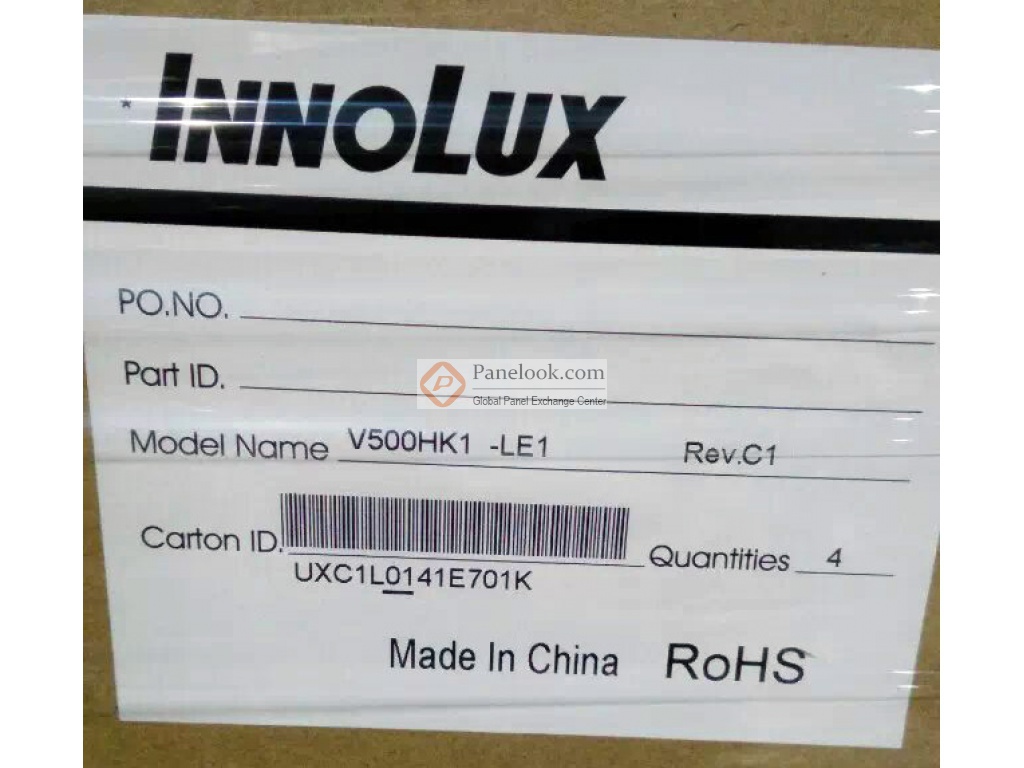 INNOLUX
PO.NO.
Part ID.
Panelook.com
Global Panel Exchange Center
Model Name V500HK1 -LE1 Rev.C1
Carton ID.
UXC1L0141E701K
Quantities 4
Made In China RoHS